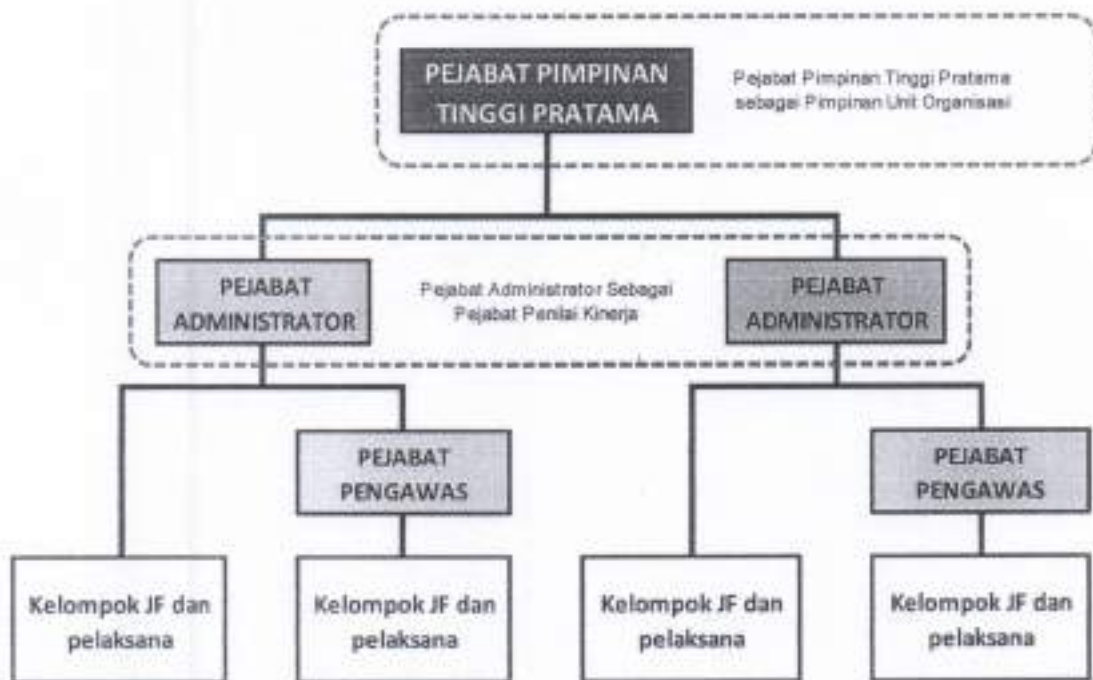 PEJABAT PIMPINAN
TINGGI PRATAMA
Pejabat Pimpinan Tinggi Pratama
sebagai Pimpinan Unit Organisasi
PEJABAT
ADMINISTRATOR
Pejabat Administrator Sebagai
Pejabat Penilai Kinerja
PEJABAT
ADMINISTRATOR
PEJABAT
PENGAWAS
PEJABAT
PENGAWAS
Kelompok JF dan
pelaksana
Kelompok JF dan
pelaksana
Kelompok JF dan
pelaksana
Kelompok JF dan
pelaksana